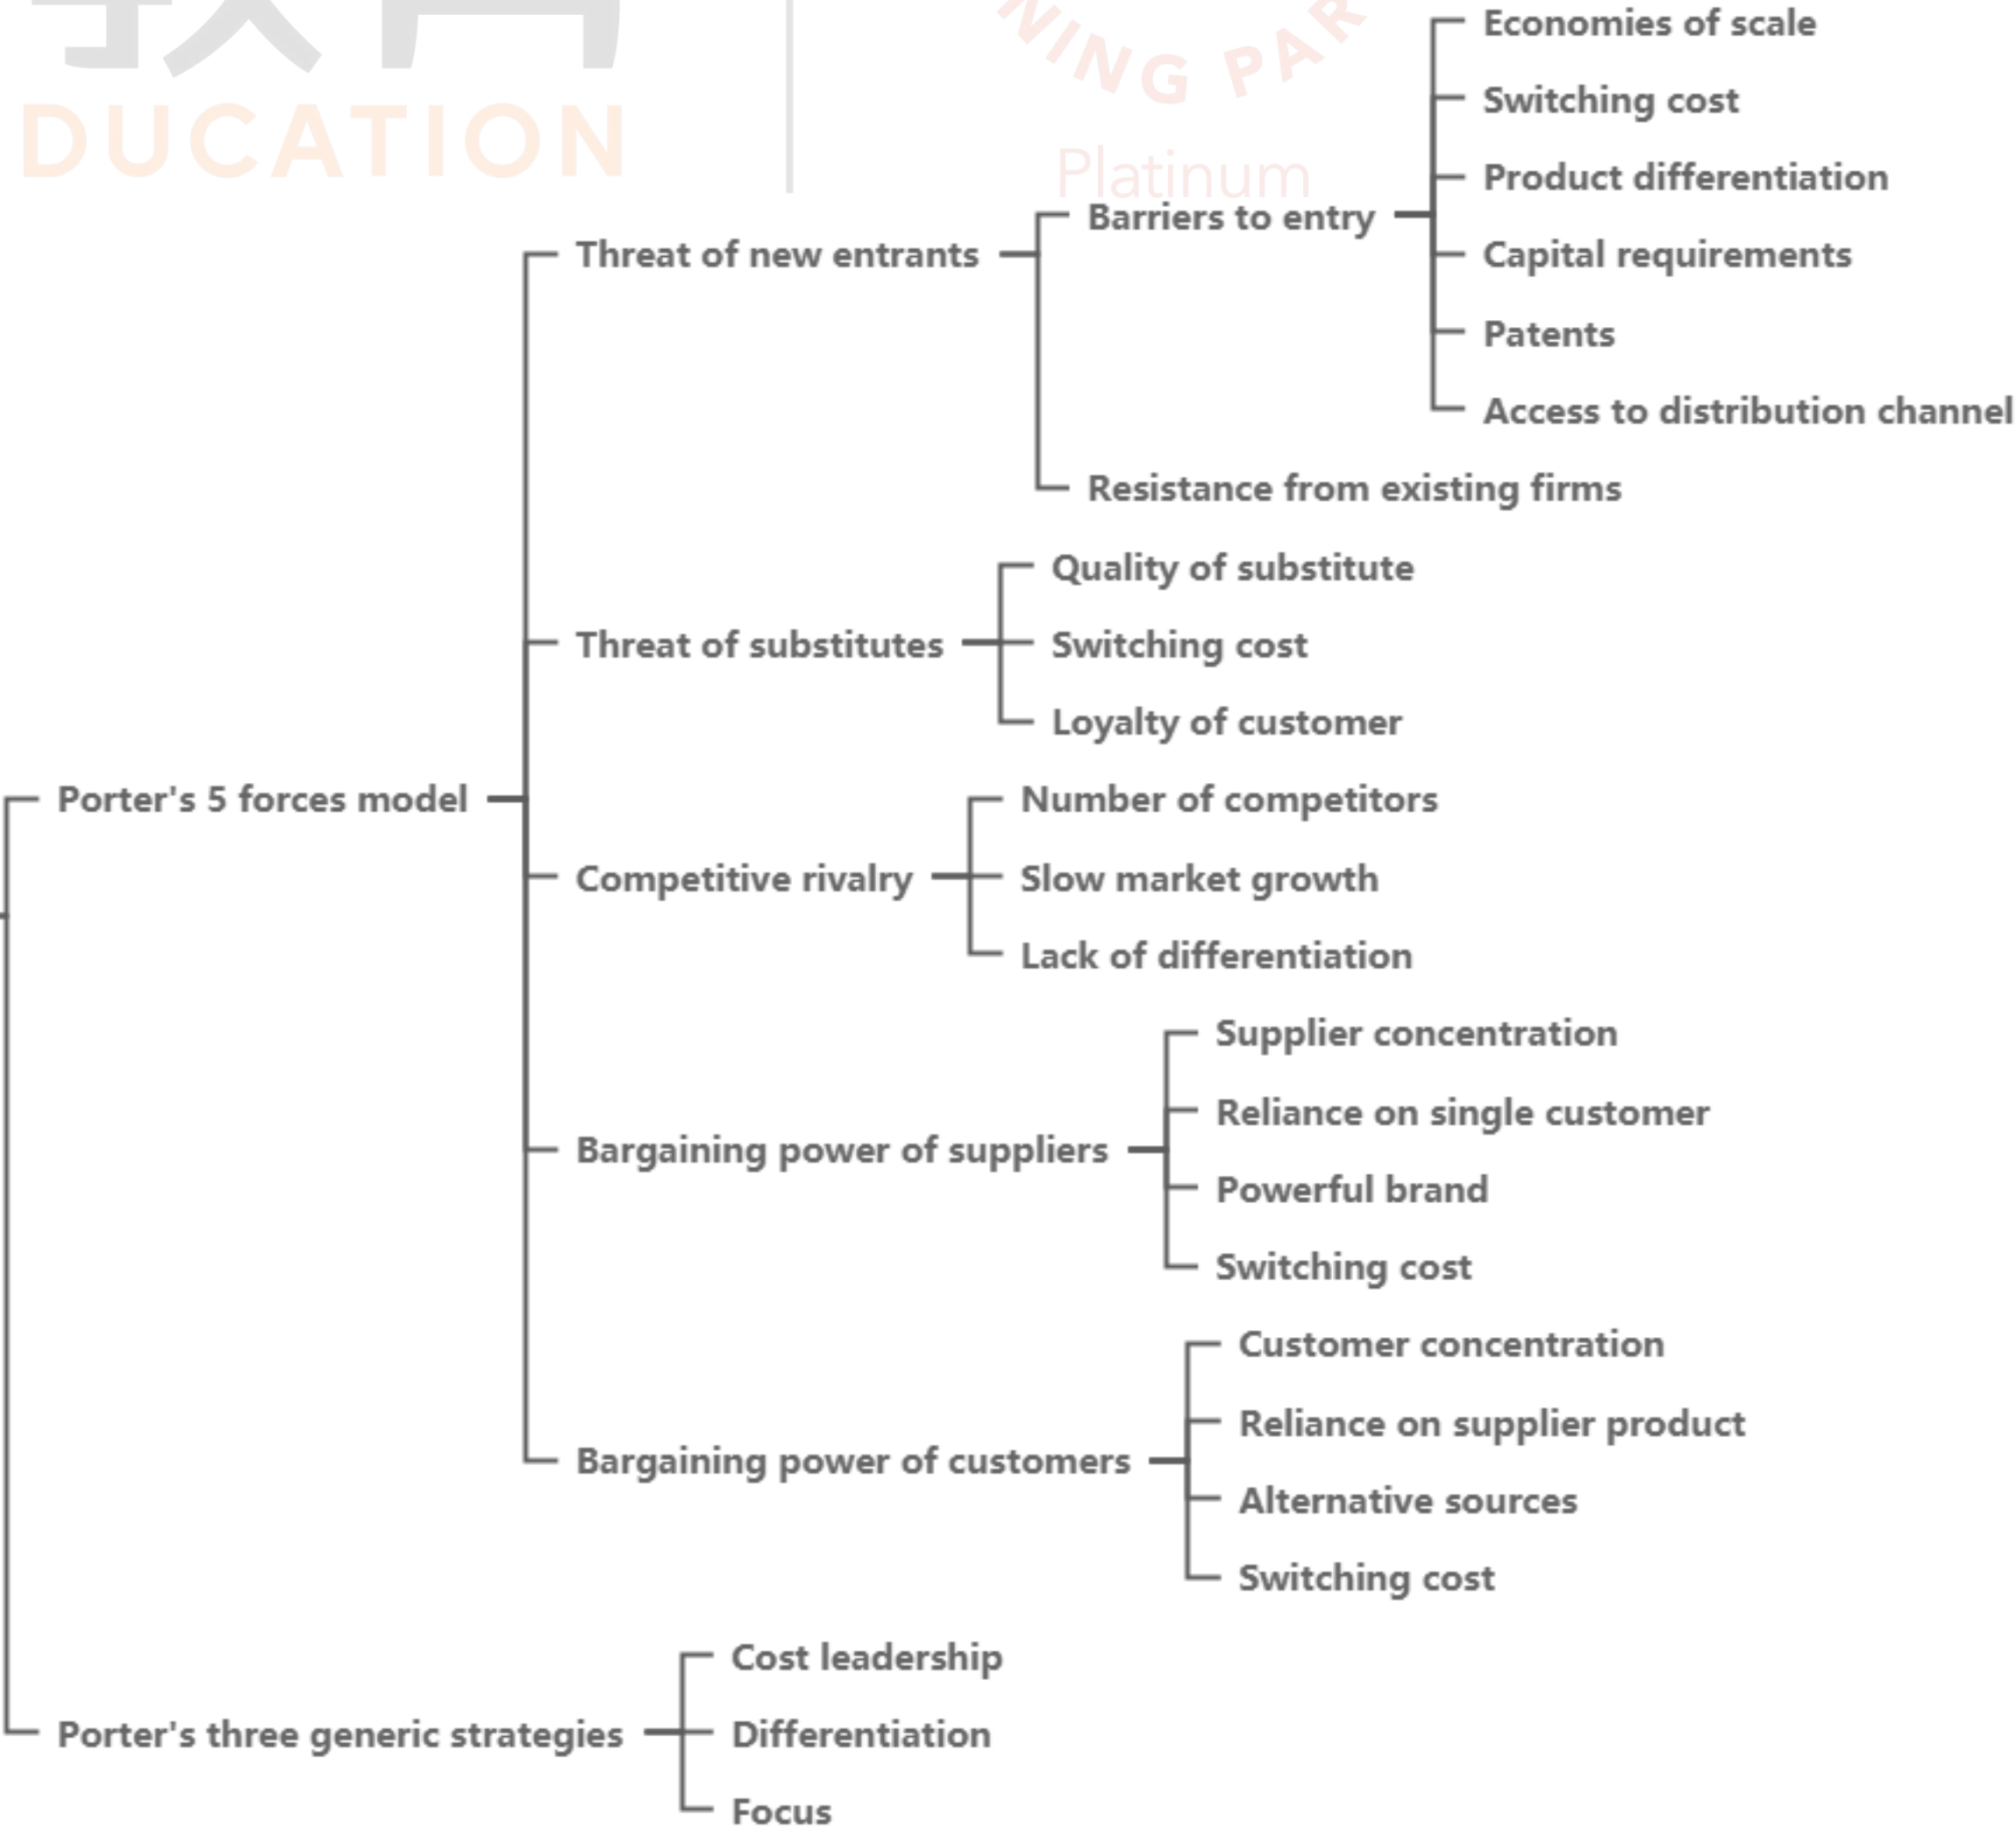 DUCATION
NING PAR
Platinum
Economies of scale
Switching cost
Product differentiation
Barriers to entry
Capital requirements
Threat of new entrants
Patents
Access to distribution channel
Resistance from existing firms
Quality of substitute
Threat of substitutes
Switching cost
Loyalty of customer
Porter's 5 forces model
Number of competitors
Competitive rivalry
Slow market growth
Lack of differentiation
Supplier concentration
Reliance on single customer
Bargaining power of suppliers
Powerful brand
Switching cost
Customer concentration
Reliance on supplier product
Bargaining power of customers
Alternative sources
Switching cost
Cost leadership
Porter's three generic strategies
Differentiation
Focus